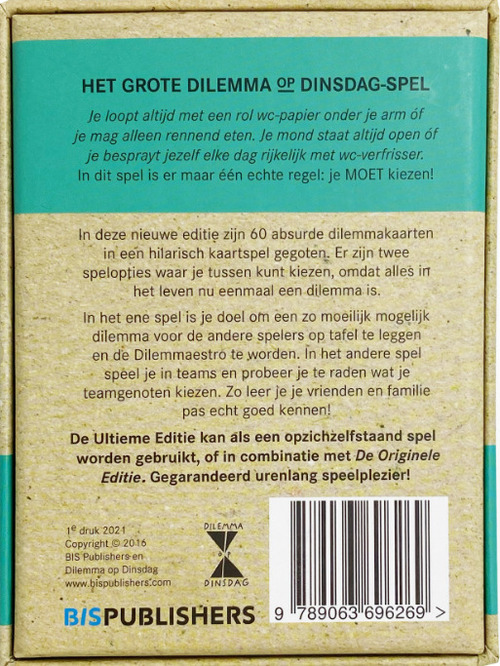 HET GROTE DILEMMA OP DINSDAG-SPEL
Je loopt altijd met een rol wc-papier onder je arm óf
je mag alleen rennend eten. Je mond staat altijd open óf
je besprayt jezelf elke dag rijkelijk met wc-verfrisser.
In dit spel is er maar één echte regel: je MOET kiezen!
In deze nieuwe editie zijn 60 absurde dilemmakaarten
in een hilarisch kaartspel gegoten. Er zijn twee
spelopties waar je tussen kunt kiezen, omdat alles in
het leven nu eenmaal een dilemma is.
In het ene spel is je doel om een zo moeilijk mogelijk
dilemma voor de andere spelers op tafel te leggen
en de Dilemmaestro te worden. In het andere spel
speel je in teams en probeer je te raden wat je
teamgenoten kiezen. Zo leer je je vrienden en familie
pas echt goed kennen!
De Ultieme Editie kan als een opzichzelfstaand spel
worden gebruikt, of in combinatie met De Originele
Editie. Gegarandeerd urenlang speelplezier!
1e druk 2021
Copyright © 2016
BIS Publishers en
Dilemma op Dinsdag
www.bispublishers.com
DILEMMA
OP
DINSDAG
BISPUBLISHERS
9 789063 696269 >